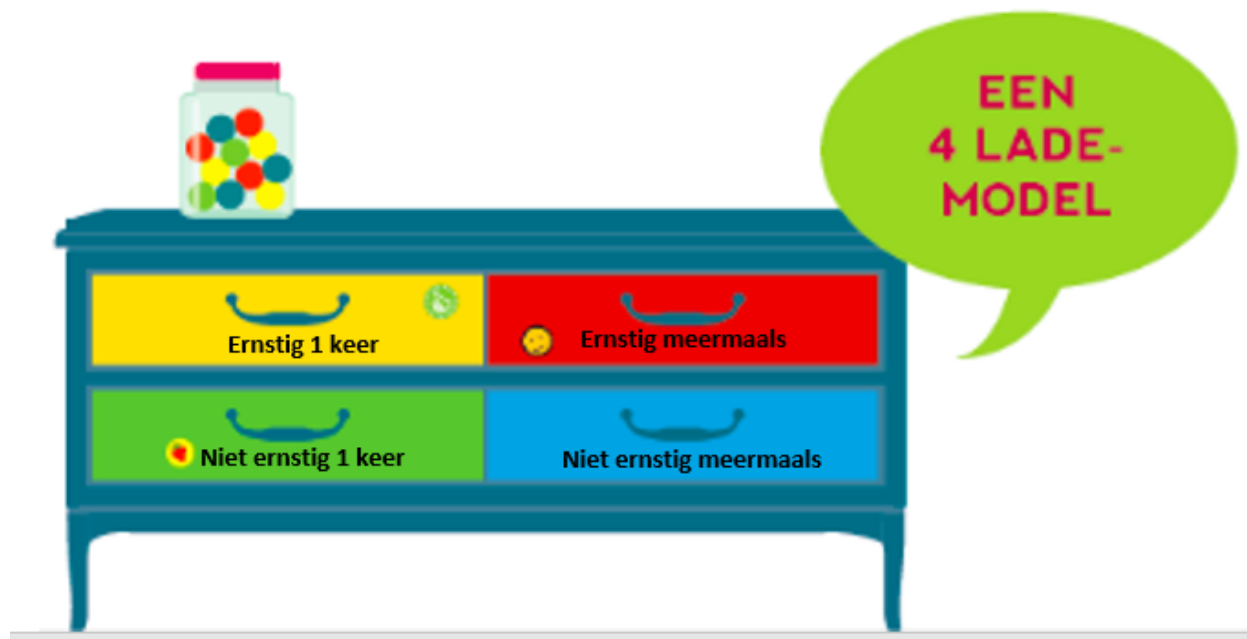 EEN
4 LADE-
MODEL
Ernstig 1 keer
Ernstig meermaals
Niet ernstig 1 keer
Niet ernstig meermaals